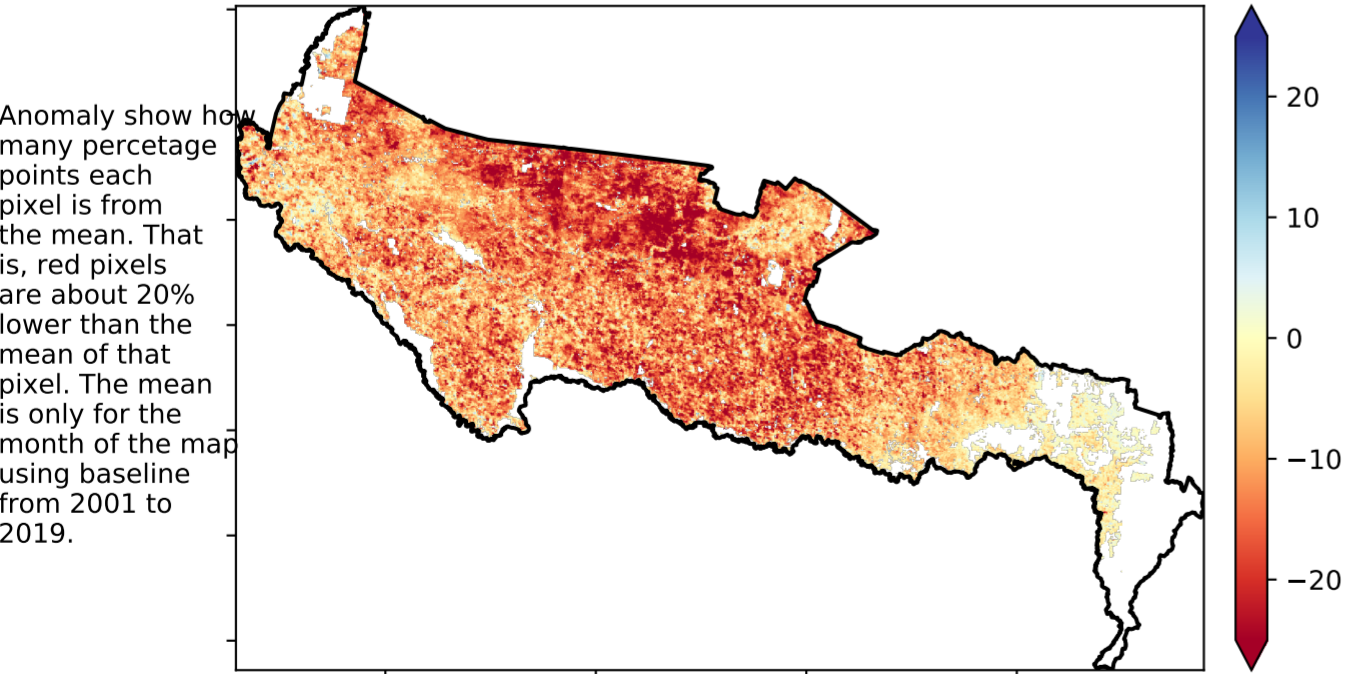 Anomaly show how
many percetage
points each
pixel is from
the mean. That
is, red pixels
are about 20%
lower than the
mean of that
pixel. The mean
is only for the
month of the map
using baseline
from 2001 to
2019.
20
10
0
−10
−20